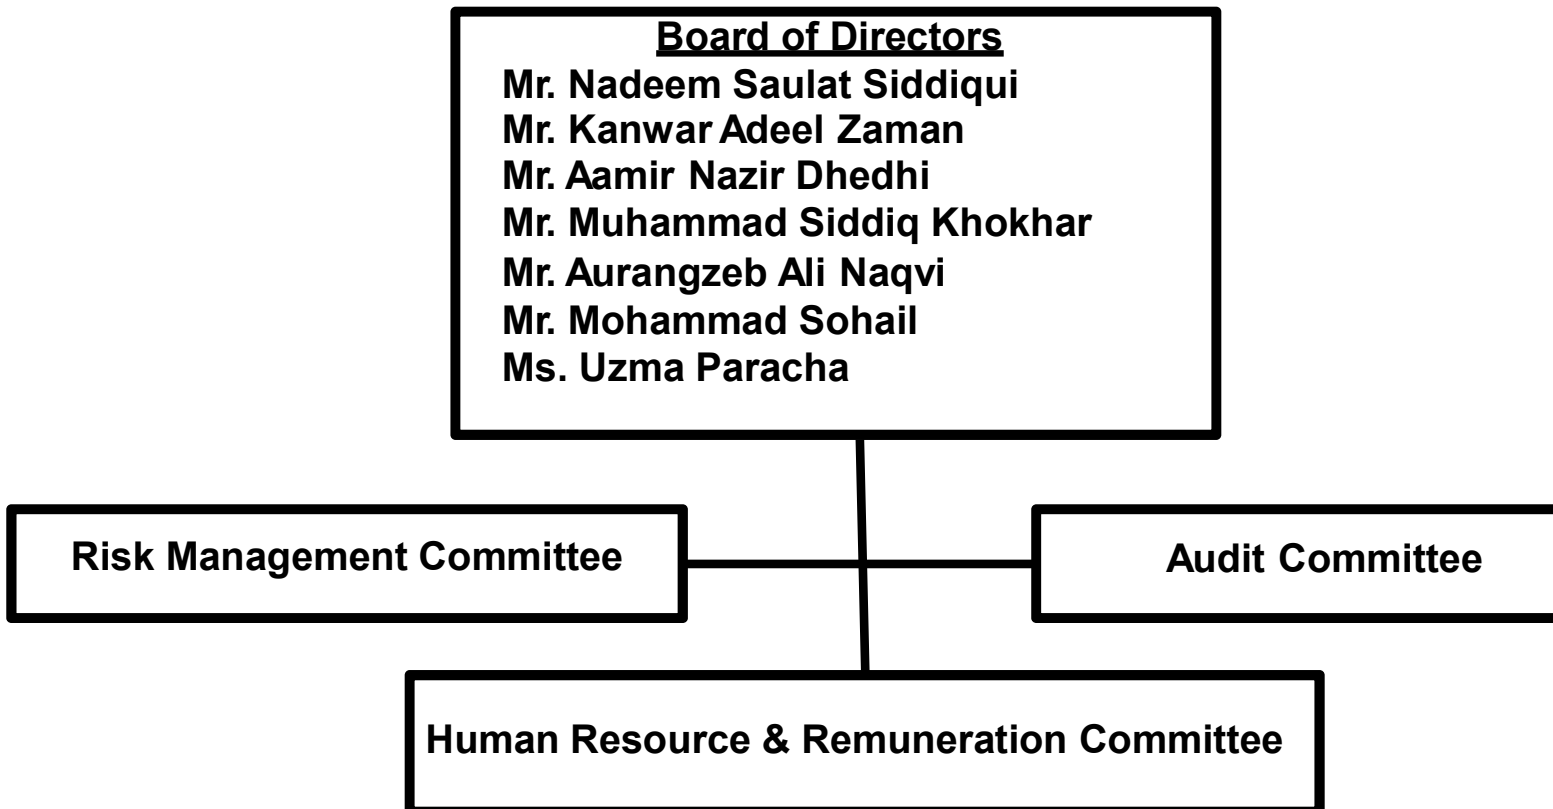 Board of Directors
Mr. Nadeem Saulat Siddiqui
Mr. Kanwar Adeel Zaman
Mr. Aamir Nazir Dhedhi
Mr. Muhammad Siddiq Khokhar
Mr. Aurangzeb Ali Naqvi
Mr. Mohammad Sohail
Ms. Uzma Paracha
Risk Management Committee
Audit Committee
Human Resource & Remuneration Committee